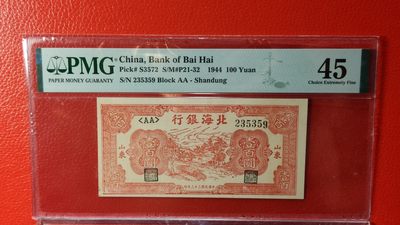 PMG
PAPER MONEY GUARANTY
China, Bank of Bai Hai
Pick# S3572 S/M#P21-32 1944 100 Yuan
S/N 235359 Block AA - Shandung
45
Choice Extremely Fine
行銀海北
<AA> 235359
山東 山東